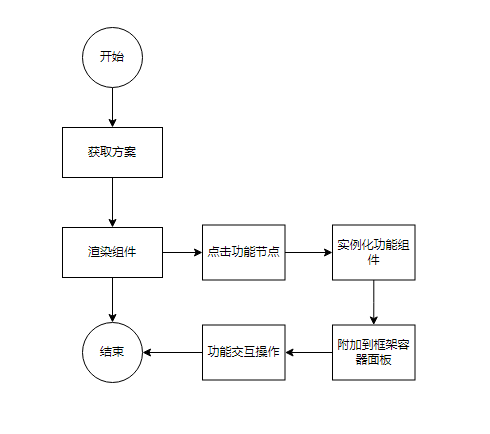 开始
获取方案
渲染组件
点击功能节点
实例化功能组
件
结束
功能交互操作
附加到框架容
器面板